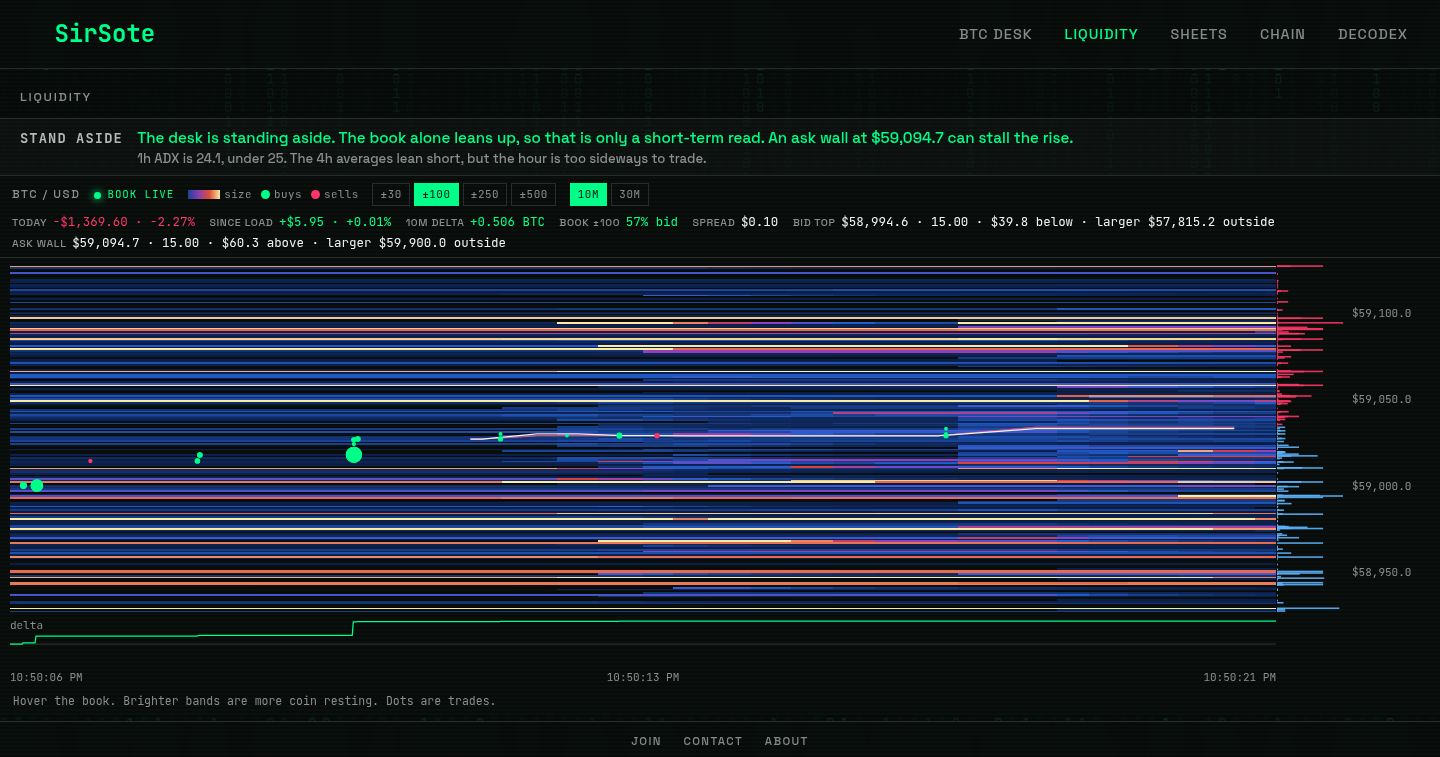 SirSote
BTC DESK LIQUIDITY SHEETS CHAIN DECODEX
LIQUIDITY
STAND ASIDE The desk is standing aside. The book alone leans up, so that is only a short-term read. An ask wall at $59,094.7 can stall the rise.
1h ADX is 24.1, under 25. The 4h averages lean short, but the hour is too sideways to trade.
BTC / USD BOOK LIVE size buys sells ±30 ±100 ±250 ±500 10M 30M
TODAY -$1,369.60 · -2.27% SINCE LOAD +$5.95 · +0.01% 10M DELTA +0.506 BTC BOOK ±100 57% bid SPREAD $0.10 BID TOP $58,994.6 · 15.00 · $39.8 below · larger $57,815.2 outside
ASK WALL $59,094.7 · 15.00 · $60.3 above · larger $59,900.0 outside
$59,100.0
$59,050.0
$59,000.0
$58,950.0
delta
10:50:06 PM 10:50:13 PM 10:50:21 PM
Hover the book. Brighter bands are more coin resting. Dots are trades.
JOIN CONTACT ABOUT